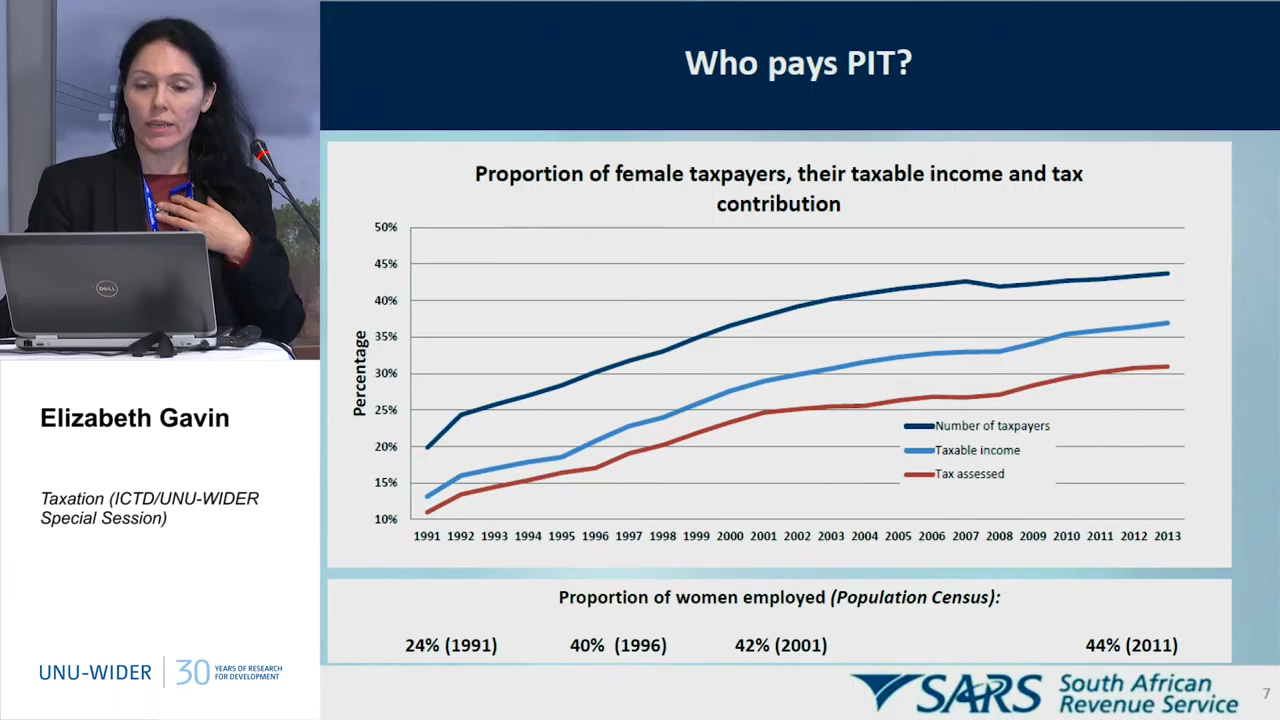 Who pays PIT?
Proportion of female taxpayers, their taxable income and tax
contribution
50%
45%
40%
35%
30%
25%
20%
15%
10%
Percentage
Number of taxpayers
Taxable income
Tax assessed
1991 1992 1993 1994 1995 1996 1997 1998 1999 2000 2001 2002 2003 2004 2005 2006 2007 2008 2009 2010 2011 2012 2013
Proportion of women employed (Population Census):
24% (1991) 40% (1996) 42% (2001) 44% (2011)
SARS South African
Revenue Service
7
DELL
Elizabeth Gavin
Taxation (ICTD/UNU-WIDER
Special Session)
UNU-WIDER
30 YEARS OF RESEARCH
FOR DEVELOPMENT